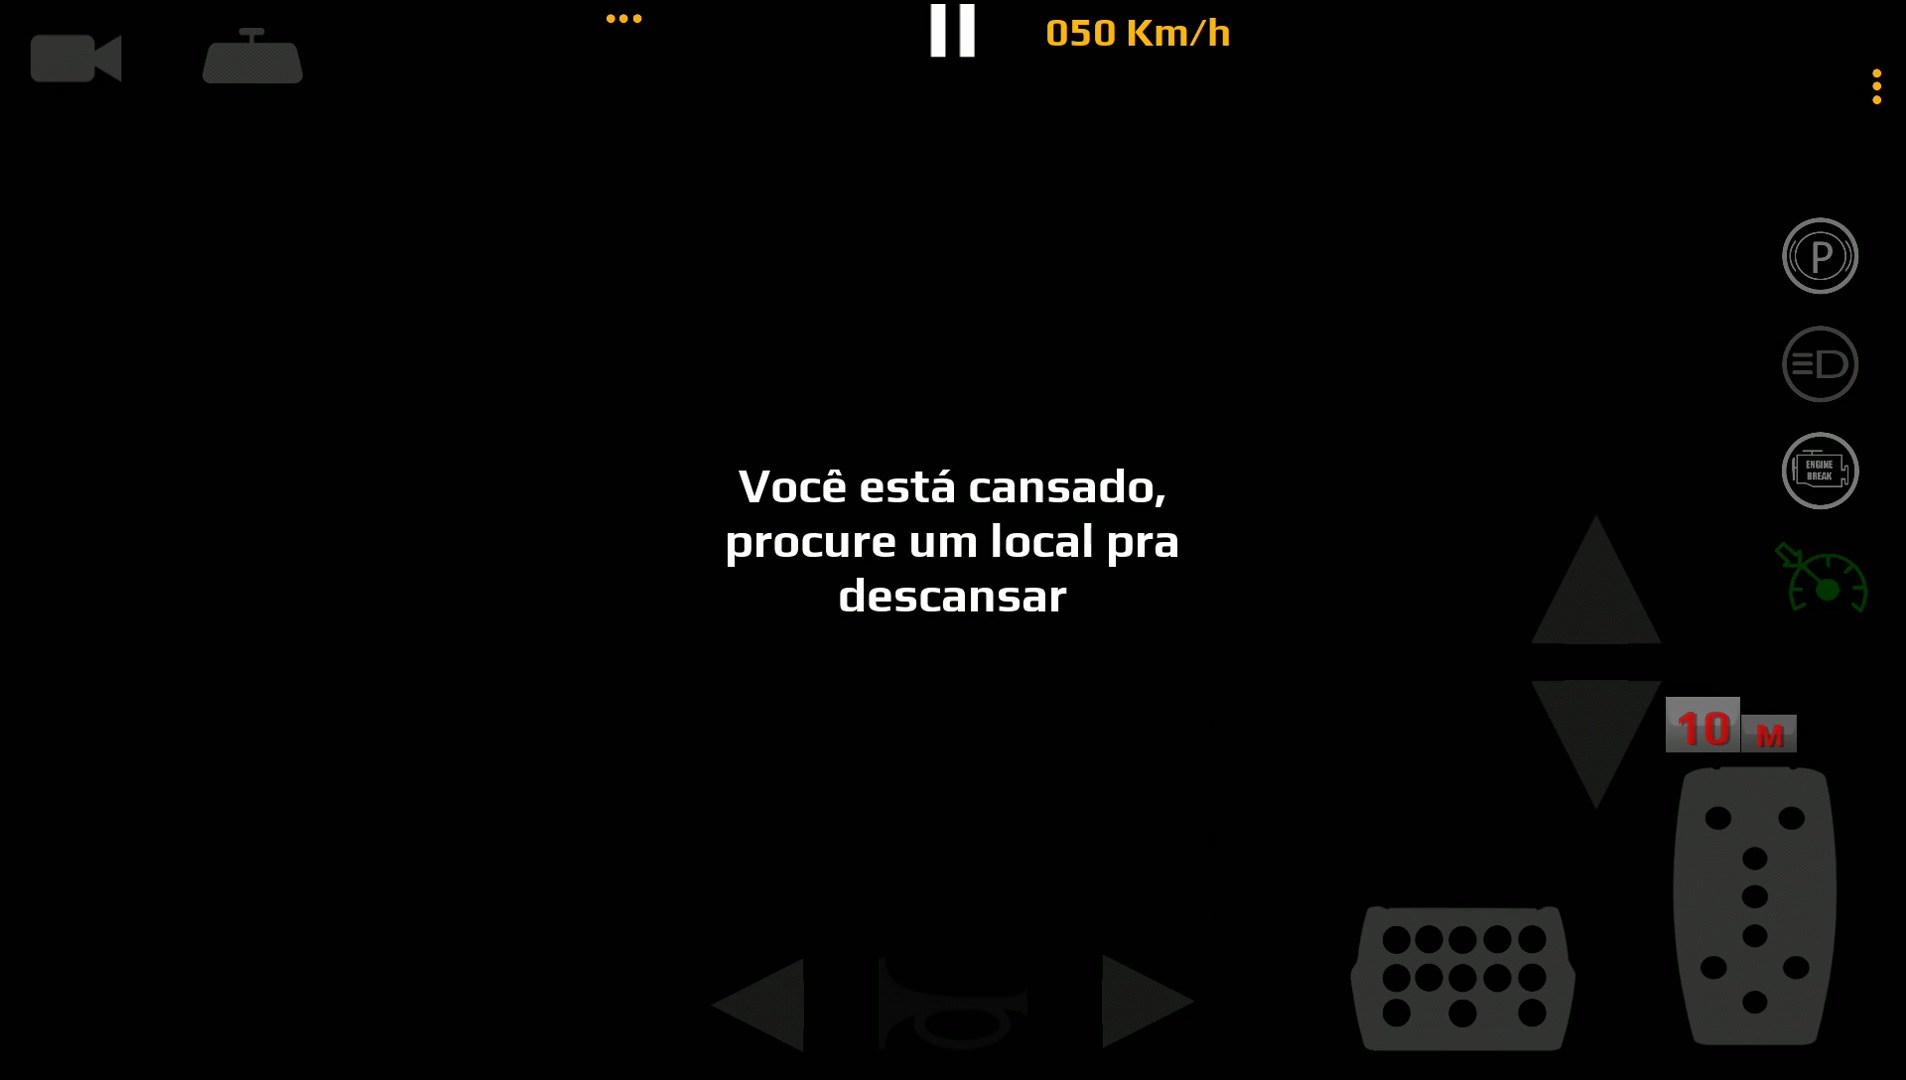 050 Km/h
P
ENGINE
BREAK
Você está cansado,
procure um local pra
descansar
10 M